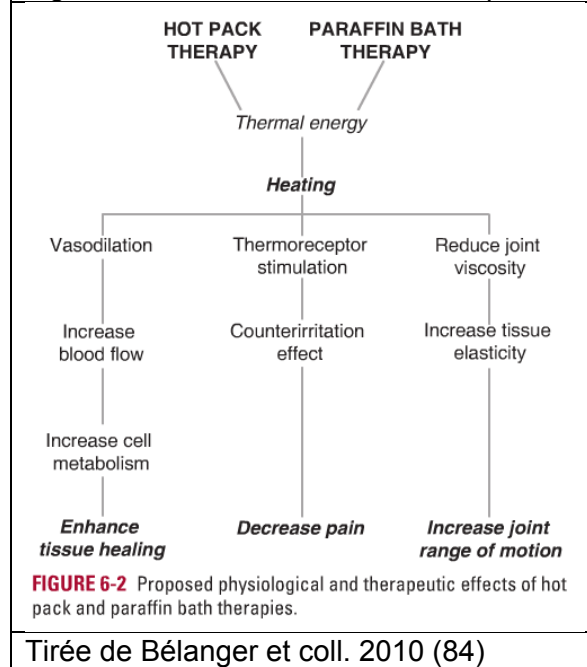 HOT PACK
THERAPY
PARAFFIN BATH
THERAPY
Thermal energy
Heating
Vasodilation
Increase
blood flow
Increase cell
metabolism
Enhance
tissue healing
Thermoreceptor
stimulation
Counterirritation
effect
Decrease pain
Reduce joint
viscosity
Increase tissue
elasticity
Increase joint
range of motion
FIGURE 6-2 Proposed physiological and therapeutic effects of hot
pack and paraffin bath therapies.
Tirée de Bélanger et coll. 2010 (84)